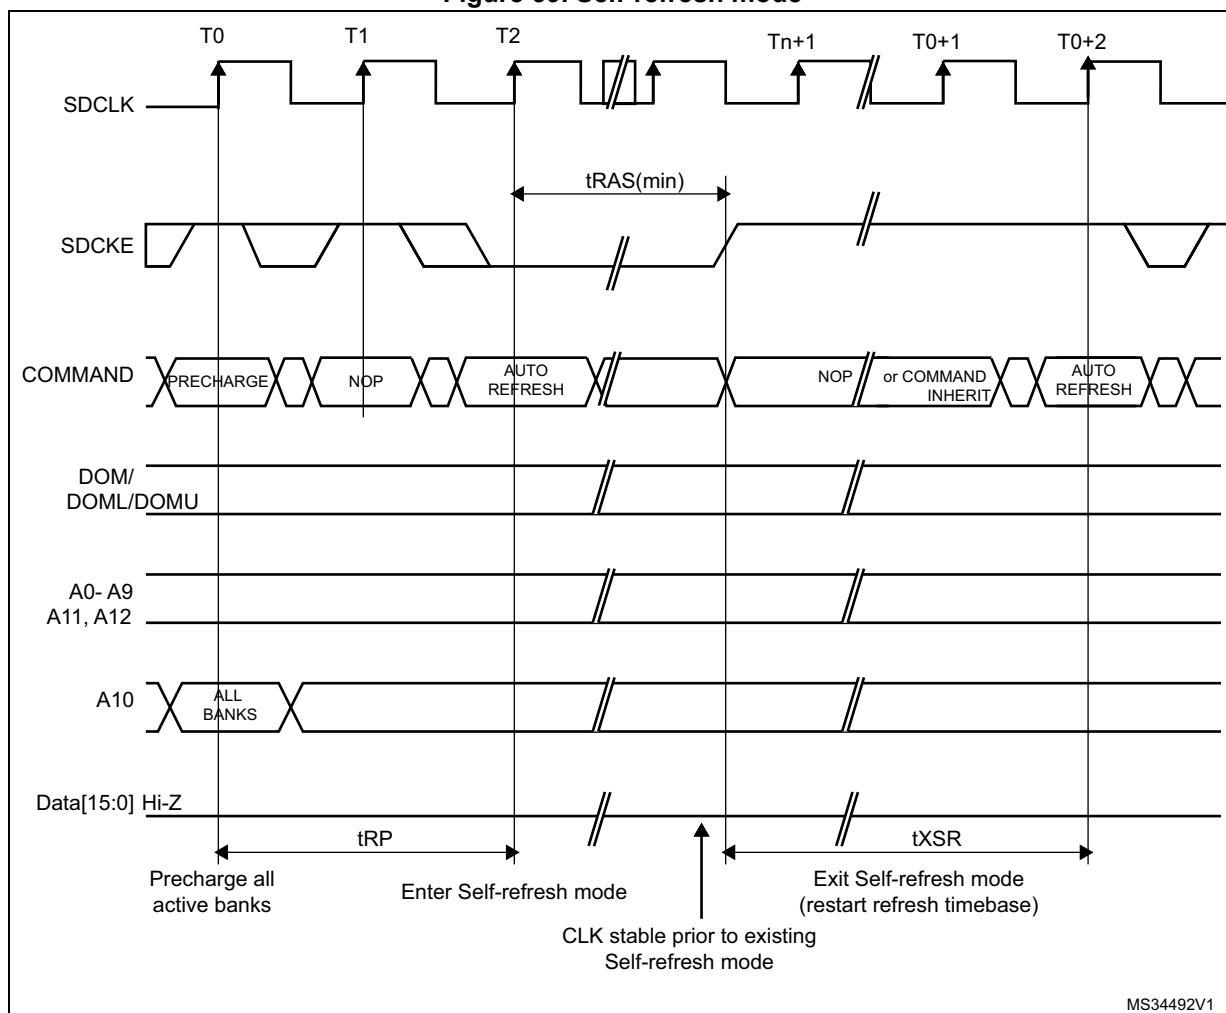 Figure 35. Self-refresh mode
T0 T1 T2 Tn+1 T0+1 T0+2
SDCLK
tRAS(min)
SDCKE
COMMAND
PRECHARGE
NOP
AUTO
REFRESH
NOP
or COMMAND
INHERIT
AUTO
REFRESH
DOM/
DOML/DOMU
A0- A9
A11, A12
A10
ALL
BANKS
Data[15:0] Hi-Z
tRP
tXSR
Precharge all
active banks
Enter Self-refresh mode
Exit Self-refresh mode
(restart refresh timebase)
CLK stable prior to existing
Self-refresh mode
MS34492V1